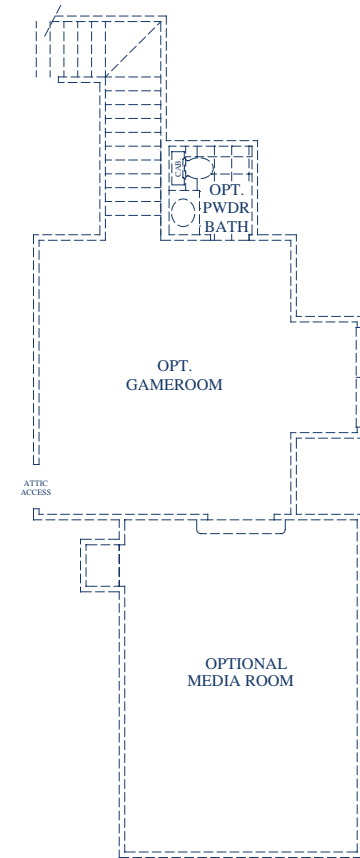 CAB.
OPT.
PWDR
BATH
OPT.
GAMEROOM
ATTIC
ACCESS
OPTIONAL
MEDIA ROOM